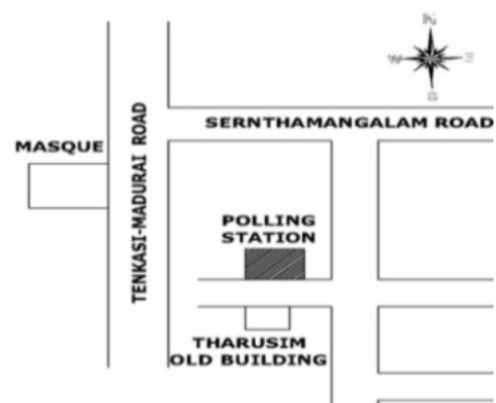 N
W E
S
SERNTHAMANGALAM ROAD
MASQUE
TENKASI-MADURAI ROAD
POLLING
STATION
THARUSIM
OLD BUILDING